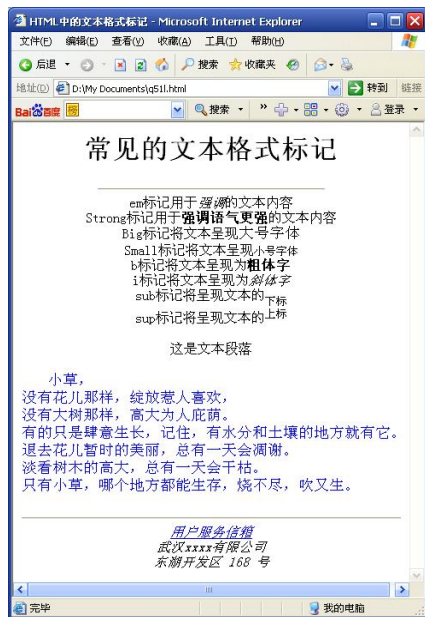 HTML中的文本格式标记 - Microsoft Internet Explorer
文件(F) 编辑(E) 查看(V) 收藏(A) 工具(T) 帮助(H)
后退 搜索 收藏夹
地址(D) D:\My Documents\q51l.html 转到 链接
Bai百度 搜索 » 登录
常见的文本格式标记
em标记用于强调的文本内容
Strong标记用于强调语气更强的文本内容
Big标记将文本呈现大号字体
Small标记将文本呈现小号字体
b标记将文本呈现为粗体字
i标记将文本呈现为斜体字
sub标记将呈现文本的下标
sup标记将呈现文本的上标
这是文本段落
小草,
没有花儿那样,绽放惹人喜欢,
没有大树那样,高大为人庇荫。
有的只是肆意生长,记住,有水分和土壤的地方就有它。
退去花儿暂时的美丽,总有一天会凋谢。
淡看树木的高大,总有一天会干枯。
只有小草,哪个地方都能生存,烧不尽,吹又生。
用户服务信箱
武汉xxxx有限公司
东湖开发区 168 号
完毕 我的电脑